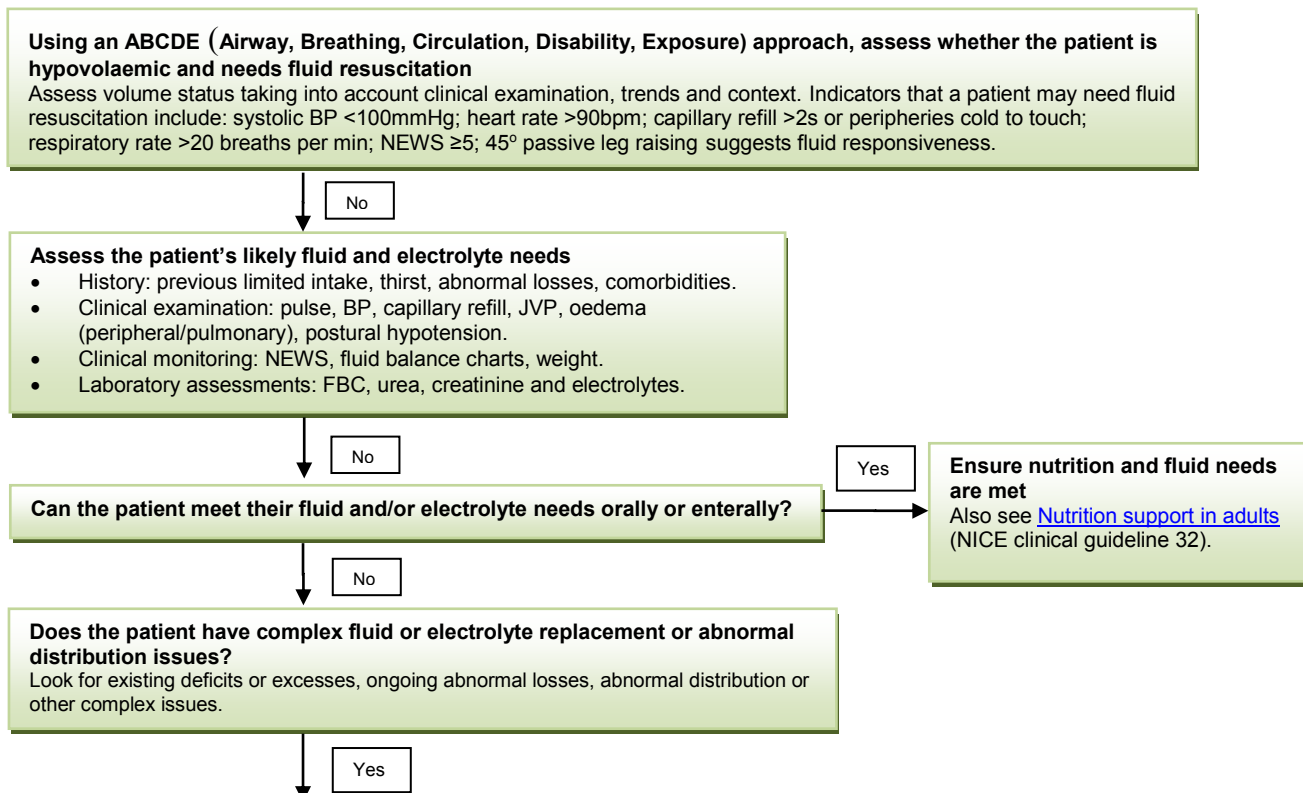 Using an ABCDE (Airway, Breathing, Circulation, Disability, Exposure) approach, assess whether the patient is
hypovolaemic and needs fluid resuscitation
Assess volume status taking into account clinical examination, trends and context. Indicators that a patient may need fluid
resuscitation include: systolic BP <100mmHg; heart rate >90bpm; capillary refill >2s or peripheries cold to touch;
respiratory rate >20 breaths per min; NEWS ≥5; 45º passive leg raising suggests fluid responsiveness.
No
Assess the patient's likely fluid and electrolyte needs
• History: previous limited intake, thirst, abnormal losses, comorbidities.
• Clinical examination: pulse, BP, capillary refill, JVP, oedema
(peripheral/pulmonary), postural hypotension.
• Clinical monitoring: NEWS, fluid balance charts, weight.
• Laboratory assessments: FBC, urea, creatinine and electrolytes.
No
Can the patient meet their fluid and/or electrolyte needs orally or enterally?
Yes
Ensure nutrition and fluid needs
are met
Also see Nutrition support in adults
(NICE clinical guideline 32).
No
Does the patient have complex fluid or electrolyte replacement or abnormal
distribution issues?
Look for existing deficits or excesses, ongoing abnormal losses, abnormal distribution or
other complex issues.
Yes